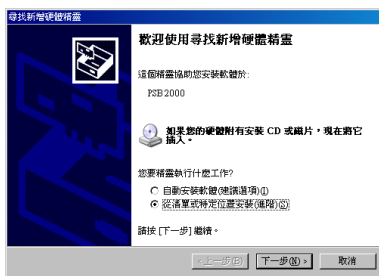 尋找新增硬體精靈
歡迎使用尋找新增硬體精靈
這個精靈協助您安裝軟體於:
PSB2000
如果您的硬體附有安裝 CD 或磁片,現在將它
插入。
您要精靈執行什麼工作?
自動安裝軟體(建議選項)(I)
從清單或特定位置安裝(進階)(S)
請按 [下一步] 繼續。
<上一步(B)
下一步(N) >
取消